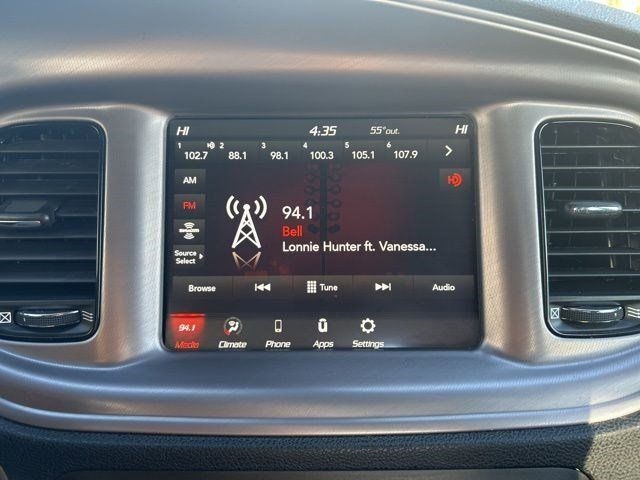 HI 4:35 55°out. HI
1 2 3 4 5 6
102.7 88.1 98.1 100.3 105.1 107.9
AM
FM
Source
Select
94.1
Bell
Lonnie Hunter ft. Vanessa...
Browse Tune Audio
94.1
Media Climate Phone Apps Settings